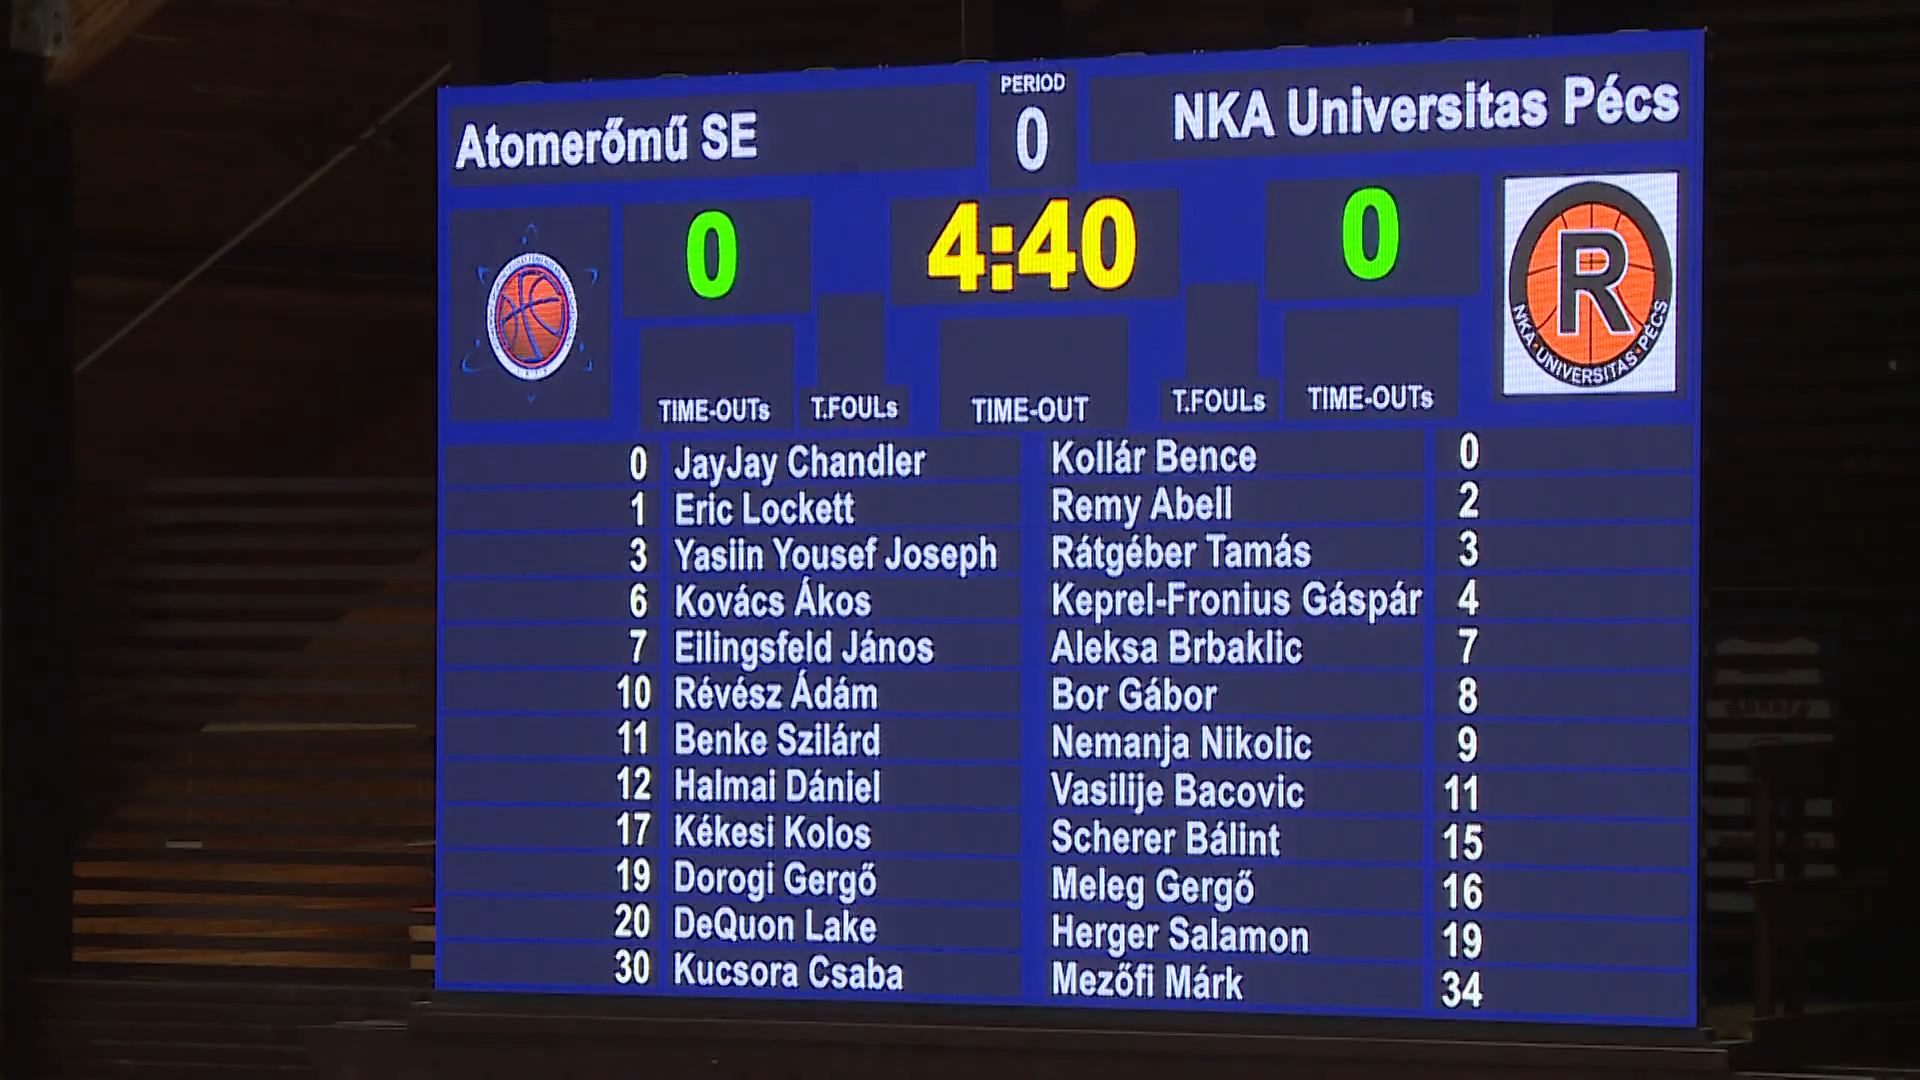 PERIOD
Atomerőmű SE 0 NKA Universitas Pécs
0 4:40 0
R
NKA · UNIVERSITAS · PÉCS
TIME-OUTs T.FOULs TIME-OUT T.FOULs TIME-OUTs
0 JayJay Chandler Kollár Bence 0
1 Eric Lockett Remy Abell 2
3 Yasiin Yousef Joseph Rátgéber Tamás 3
6 Kovács Ákos Keprel-Fronius Gáspár 4
7 Eilingsfeld János Aleksa Brbaklic 7
10 Révész Ádám Bor Gábor 8
11 Benke Szilárd Nemanja Nikolic 9
12 Halmai Dániel Vasilije Bacovic 11
17 Kékesi Kolos Scherer Bálint 15
19 Dorogi Gergő Meleg Gergő 16
20 DeQuon Lake Herger Salamon 19
30 Kucsora Csaba Mezőfi Márk 34